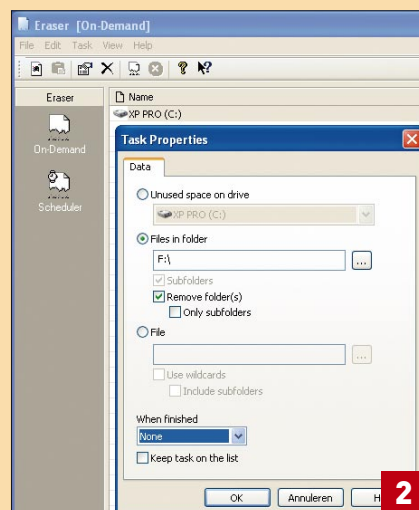 Eraser [On-Demand]
File Edit Task View Help
Eraser
Name
XP PRO (C:)
On-Demand
Scheduler
Task Properties
Data
Unused space on drive
XP PRO (C:)
Files in folder
F:\
...
Subfolders
Remove folder(s)
Only subfolders
File
...
Use wildcards
Include subfolders
When finished
None
Keep task on the list
OK Annuleren H
2